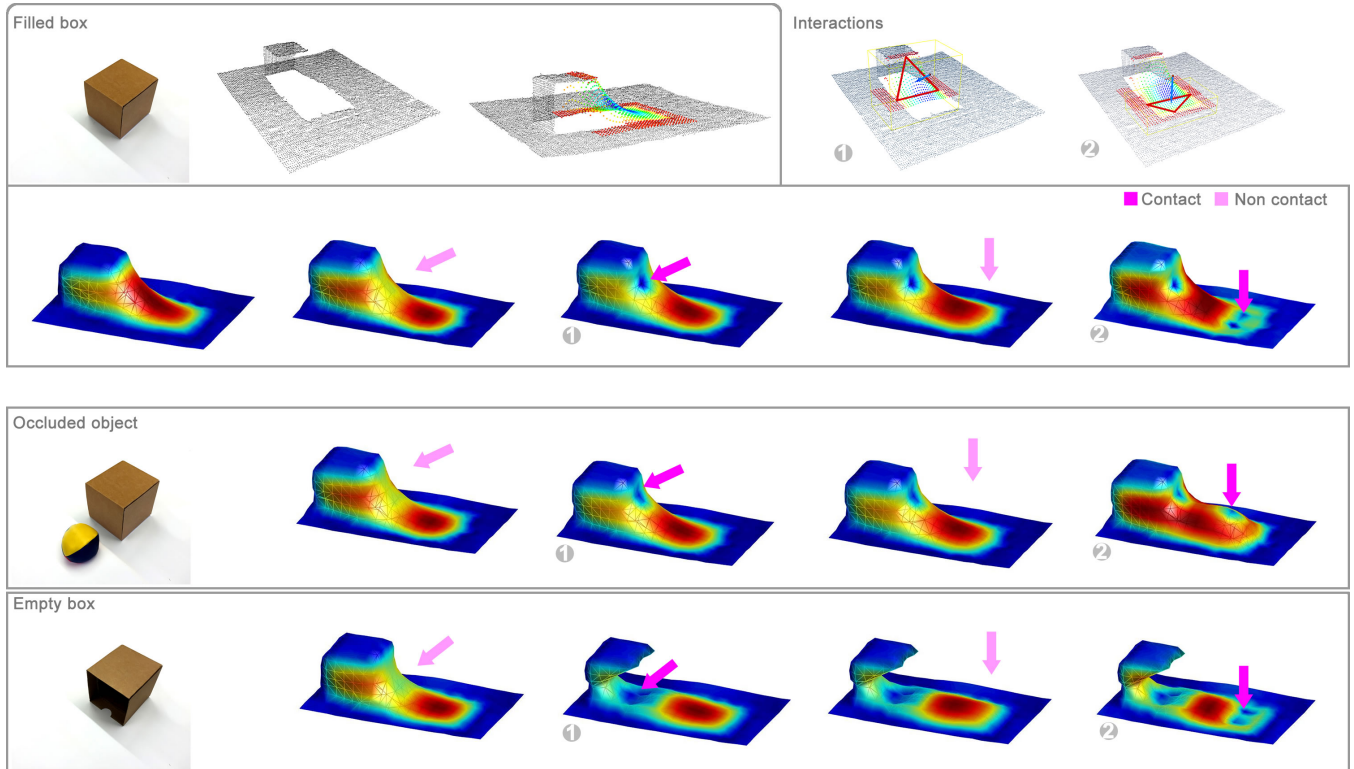 Filled box
Interactions
1
2
Contact
Non contact
1
2
Occluded object
1
2
Empty box
1
2